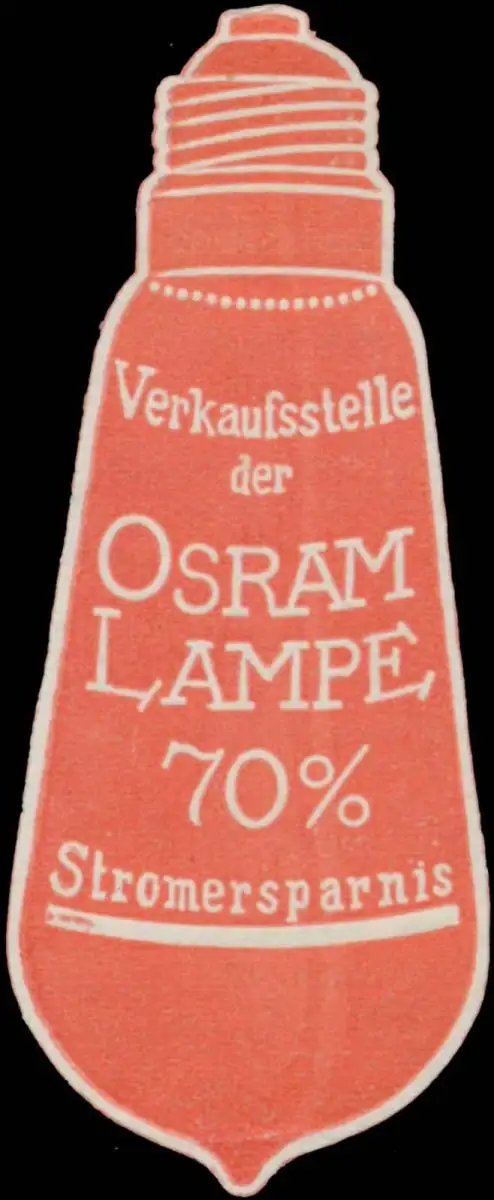 Verkaufsstelle
der
OSRAM
LAMPE
70%
Stromersparnis